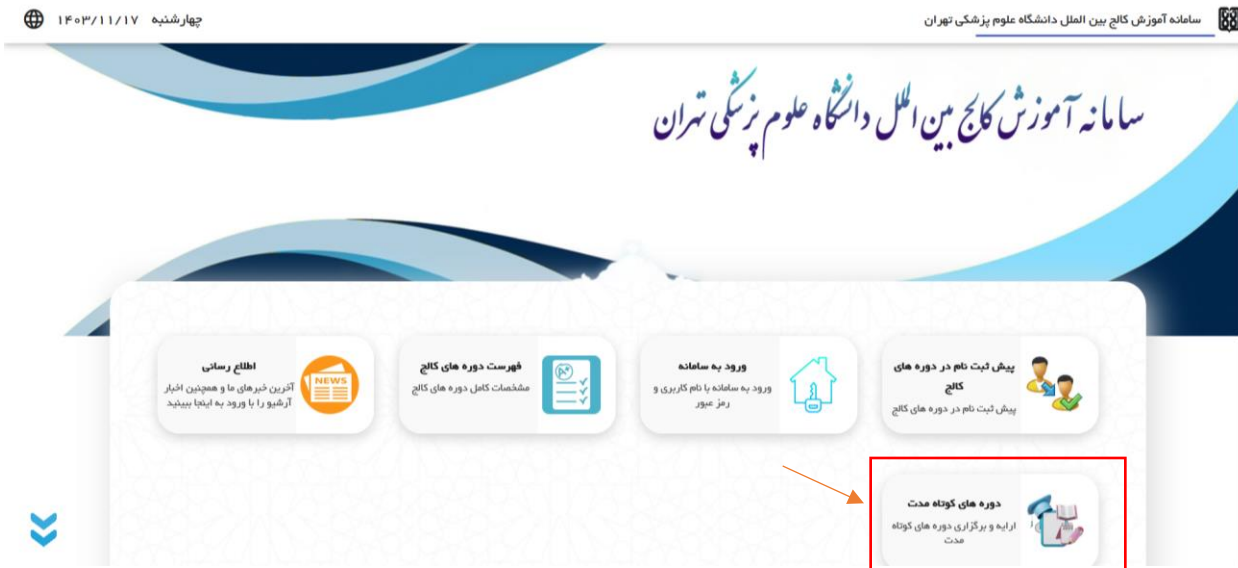 سامانه آموزش کالج بین الملل دانشگاه علوم پزشکی تهران
چهارشنبه ۱۴۰۳/۱۱/۱۷
سامانه آموزش کالج بین الملل دانشگاه علوم پزشکی تهران
پیش ثبت نام در دوره های
کالج
پیش ثبت نام در دوره های کالج
ورود به سامانه
ورود به سامانه با نام کاربری و
رمز عبور
فهرست دوره های کالج
مشخصات کامل دوره های کالج
NEWS
اطلاع رسانی
آخرین خبرهای ما و همچنین اخبار
آرشیو را با ورود به اینجا ببینید
دوره های کوتاه مدت
ارایه و برگزاری دوره های کوتاه
مدت